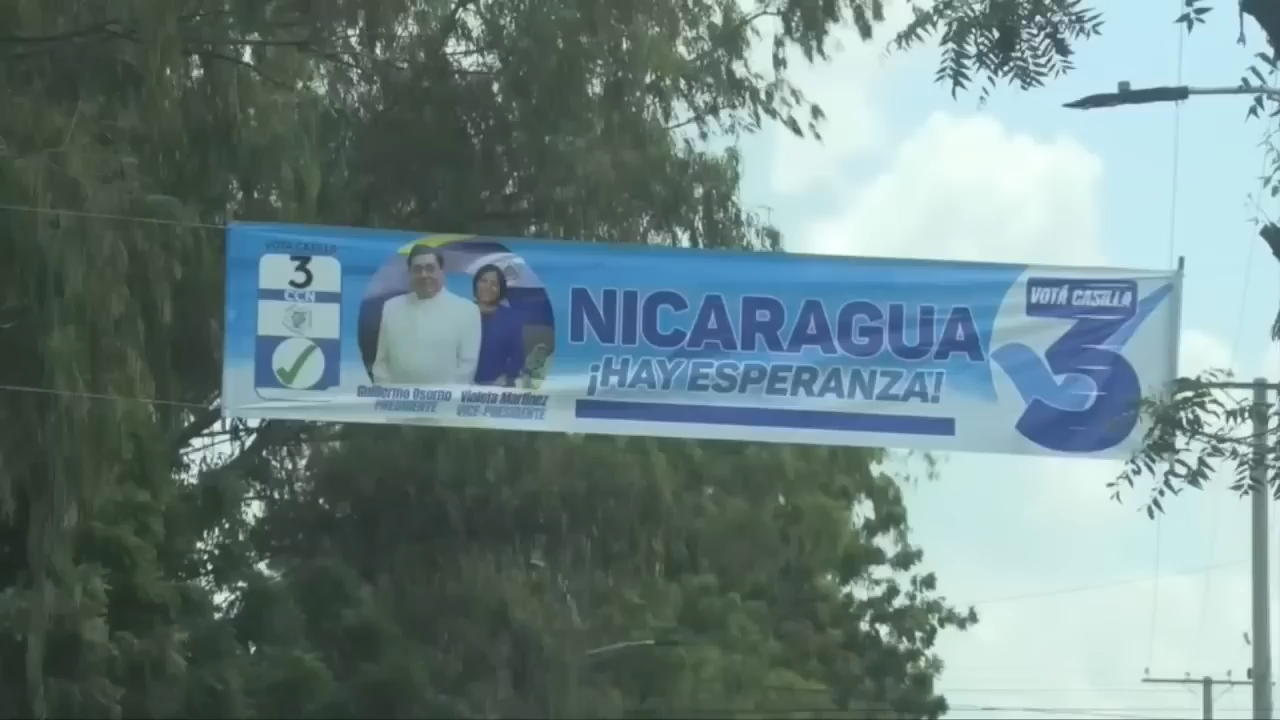 VOTA CASILLA
3
CCN
Guillermo Osorno
PRESIDENTE
Violeta Martínez
VICE-PRESIDENTE
NICARAGUA
¡HAY ESPERANZA!
VOTÁ CASILLA
3